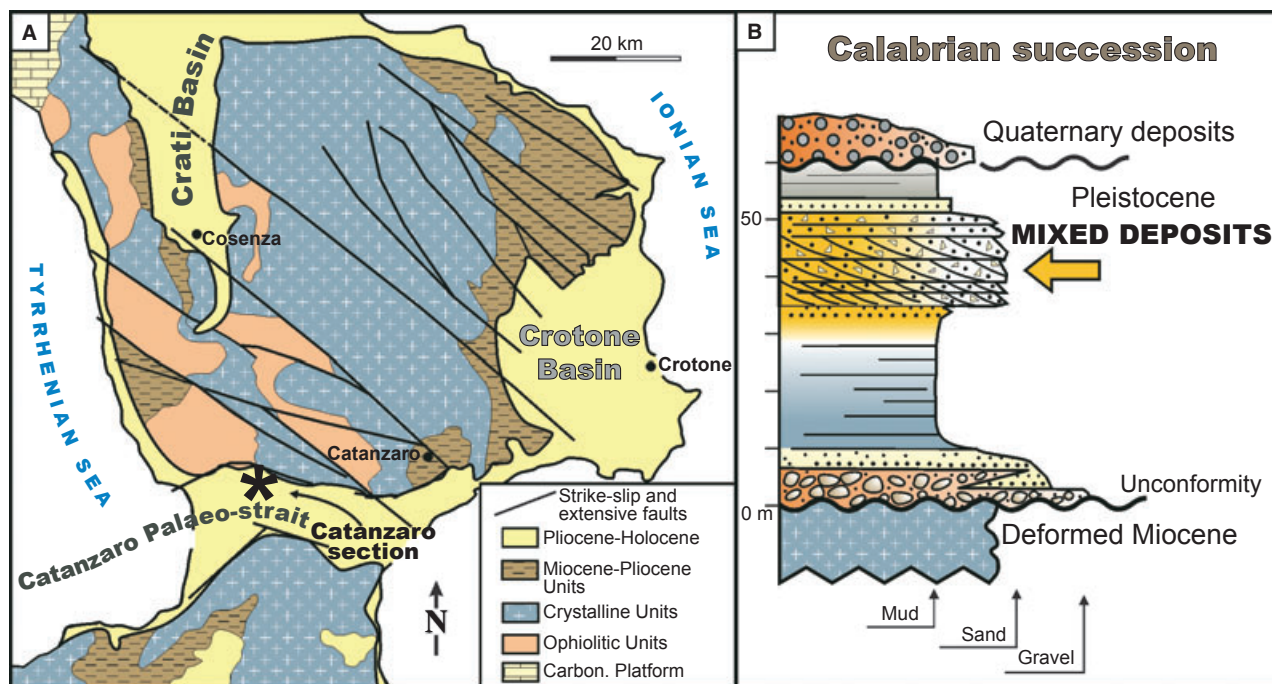 A
20 km
Crati Basin
IONIAN SEA
Cosenza
TYRRHENIAN SEA
Crotone
Basin
Crotone
Catanzaro
Catanzaro Palaeo-strait
Catanzaro
section
N
Strike-slip and
extensive faults
Pliocene-Holocene
Miocene-Pliocene
Units
Crystalline Units
Ophiolitic Units
Carbon. Platform
B
Calabrian succession
Quaternary deposits
Pleistocene
50
MIXED DEPOSITS
Unconformity
0 m
Deformed Miocene
Mud
Sand
Gravel